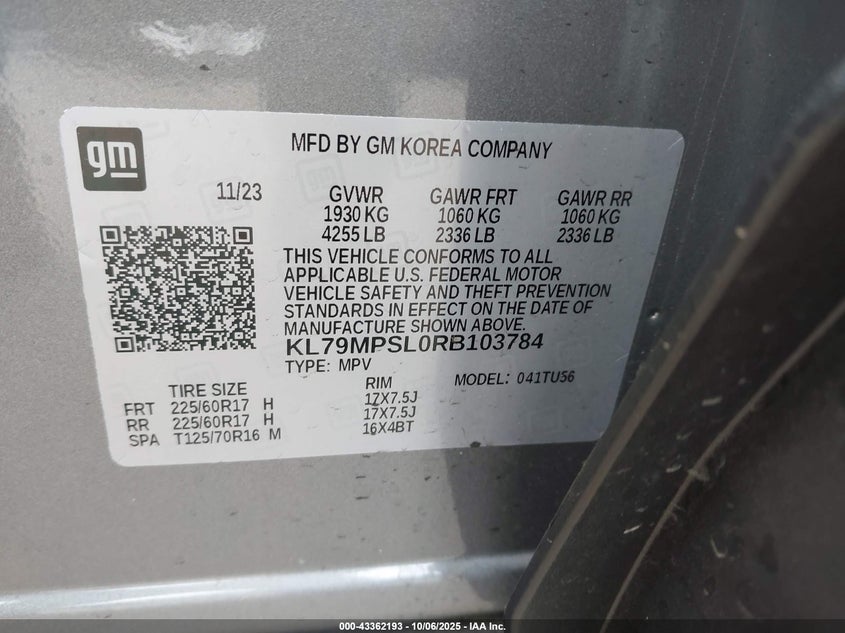 gm
MFD BY GM KOREA COMPANY
11/23
GVWR GAWR FRT GAWR RR
1930 KG 1060 KG 1060 KG
4255 LB 2336 LB 2336 LB
THIS VEHICLE CONFORMS TO ALL
APPLICABLE U.S. FEDERAL MOTOR
VEHICLE SAFETY AND THEFT PREVENTION
STANDARDS IN EFFECT ON THE DATE OF
MANUFACTURE SHOWN ABOVE.
KL79MPSL0RB103784
TYPE: MPV MODEL: 041TU56
TIRE SIZE RIM
FRT 225/60R17 H 17X7.5J
RR 225/60R17 H 17X7.5J
SPA T125/70R16 M 16X4BT
000-43362193 - 10/06/2025 - IAA Inc.